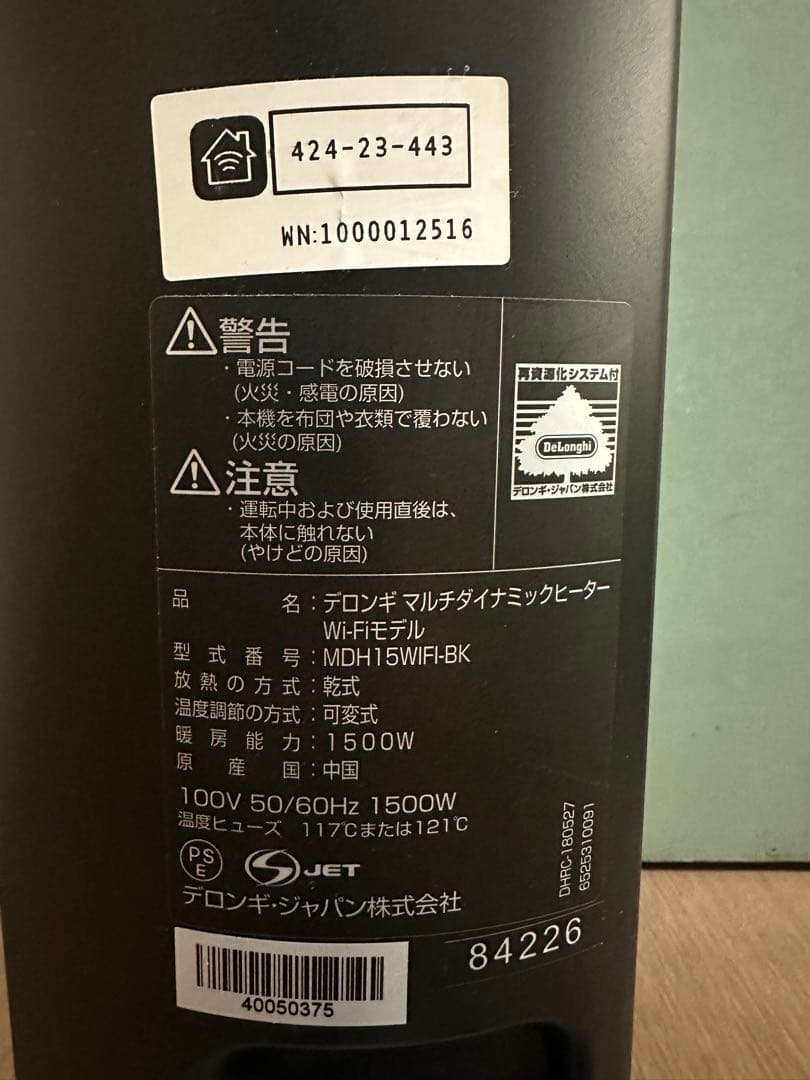 424-23-443
WN:1000012516
警告
・電源コードを破損させない
(火災・感電の原因)
・本機を布団や衣類で覆わない
(火災の原因)
注意
・運転中および使用直後は、
本体に触れない
(やけどの原因)
再資源化システム付
DeLonghi
デロンギ・ジャパン株式会社
品名:デロンギ マルチダイナミックヒーター
Wi-Fiモデル
型式番号:MDH15WIFI-BK
放熱の方式:乾式
温度調節の方式:可変式
暖房能力:1500W
原産国:中国
100V 50/60Hz 1500W
温度ヒューズ 117℃または121℃
PS
E
S JET
デロンギ・ジャパン株式会社
DHRC-180527
6525310091
84226
40050375